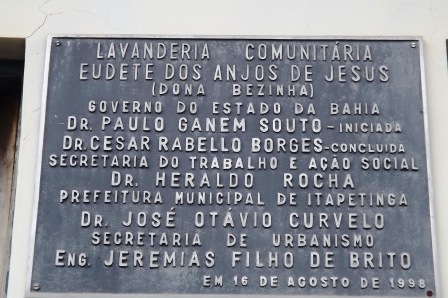 LAVANDERIA COMUNITÁRIA
EUDETE DOS ANJOS DE JESUS
(DONA BEZINHA)
GOVERNO DO ESTADO DA BAHIA
DR. PAULO GANEM SOUTO-INICIADA
DR. CESAR RABELLO BORGES-CONCLUIDA
SECRETARIA DO TRABALHO E AÇÃO SOCIAL
DR. HERALDO ROCHA
PREFEITURA MUNICIPAL DE ITAPETINGA
DR. JOSÉ OTÁVIO CURVELO
SECRETARIA DE URBANISMO
ENG. JEREMIAS FILHO DE BRITO
EM 16 DE AGOSTO DE 1998